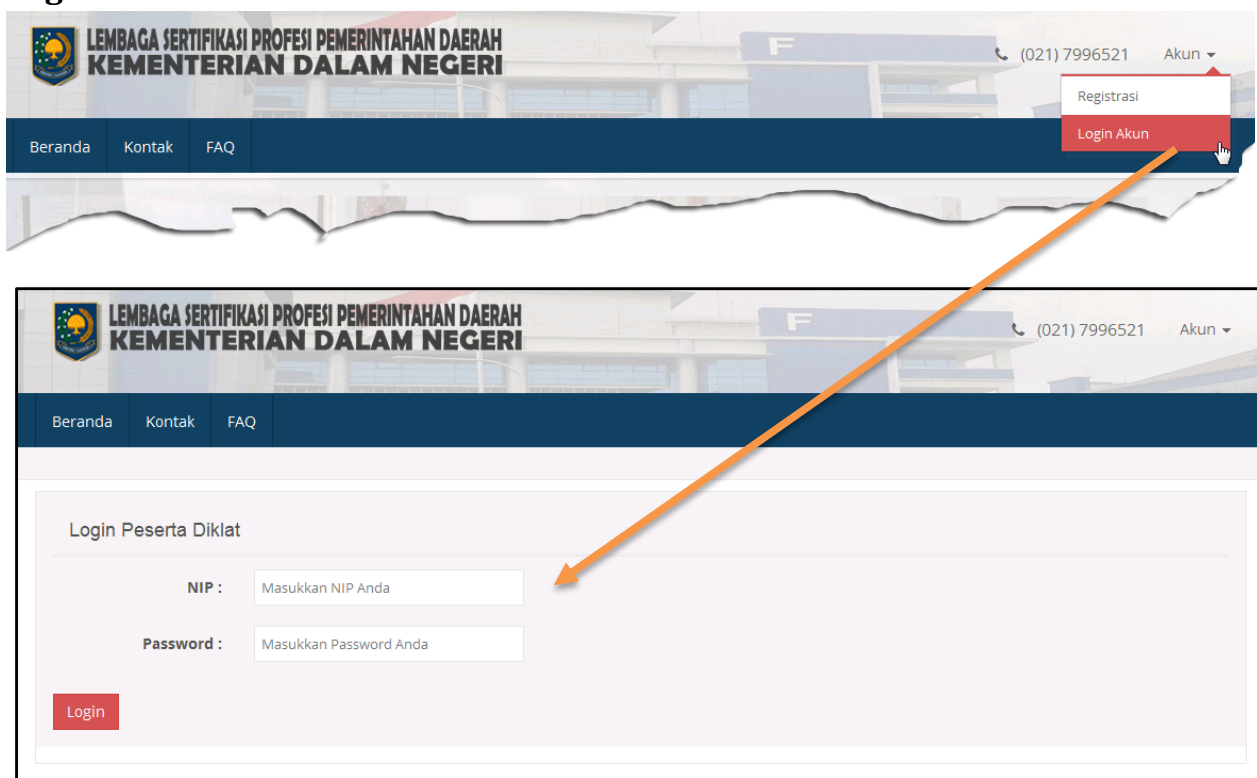 LEMBAGA SERTIFIKASI PROFESI PEMERINTAHAN DAERAH
KEMENTERIAN DALAM NEGERI
(021) 7996521 Akun
Registrasi
Login Akun
Beranda Kontak FAQ
F
LEMBAGA SERTIFIKASI PROFESI PEMERINTAHAN DAERAH
KEMENTERIAN DALAM NEGERI
F
(021) 7996521 Akun
Beranda Kontak FAQ
Login Peserta Diklat
NIP : Masukkan NIP Anda
Password : Masukkan Password Anda
Login